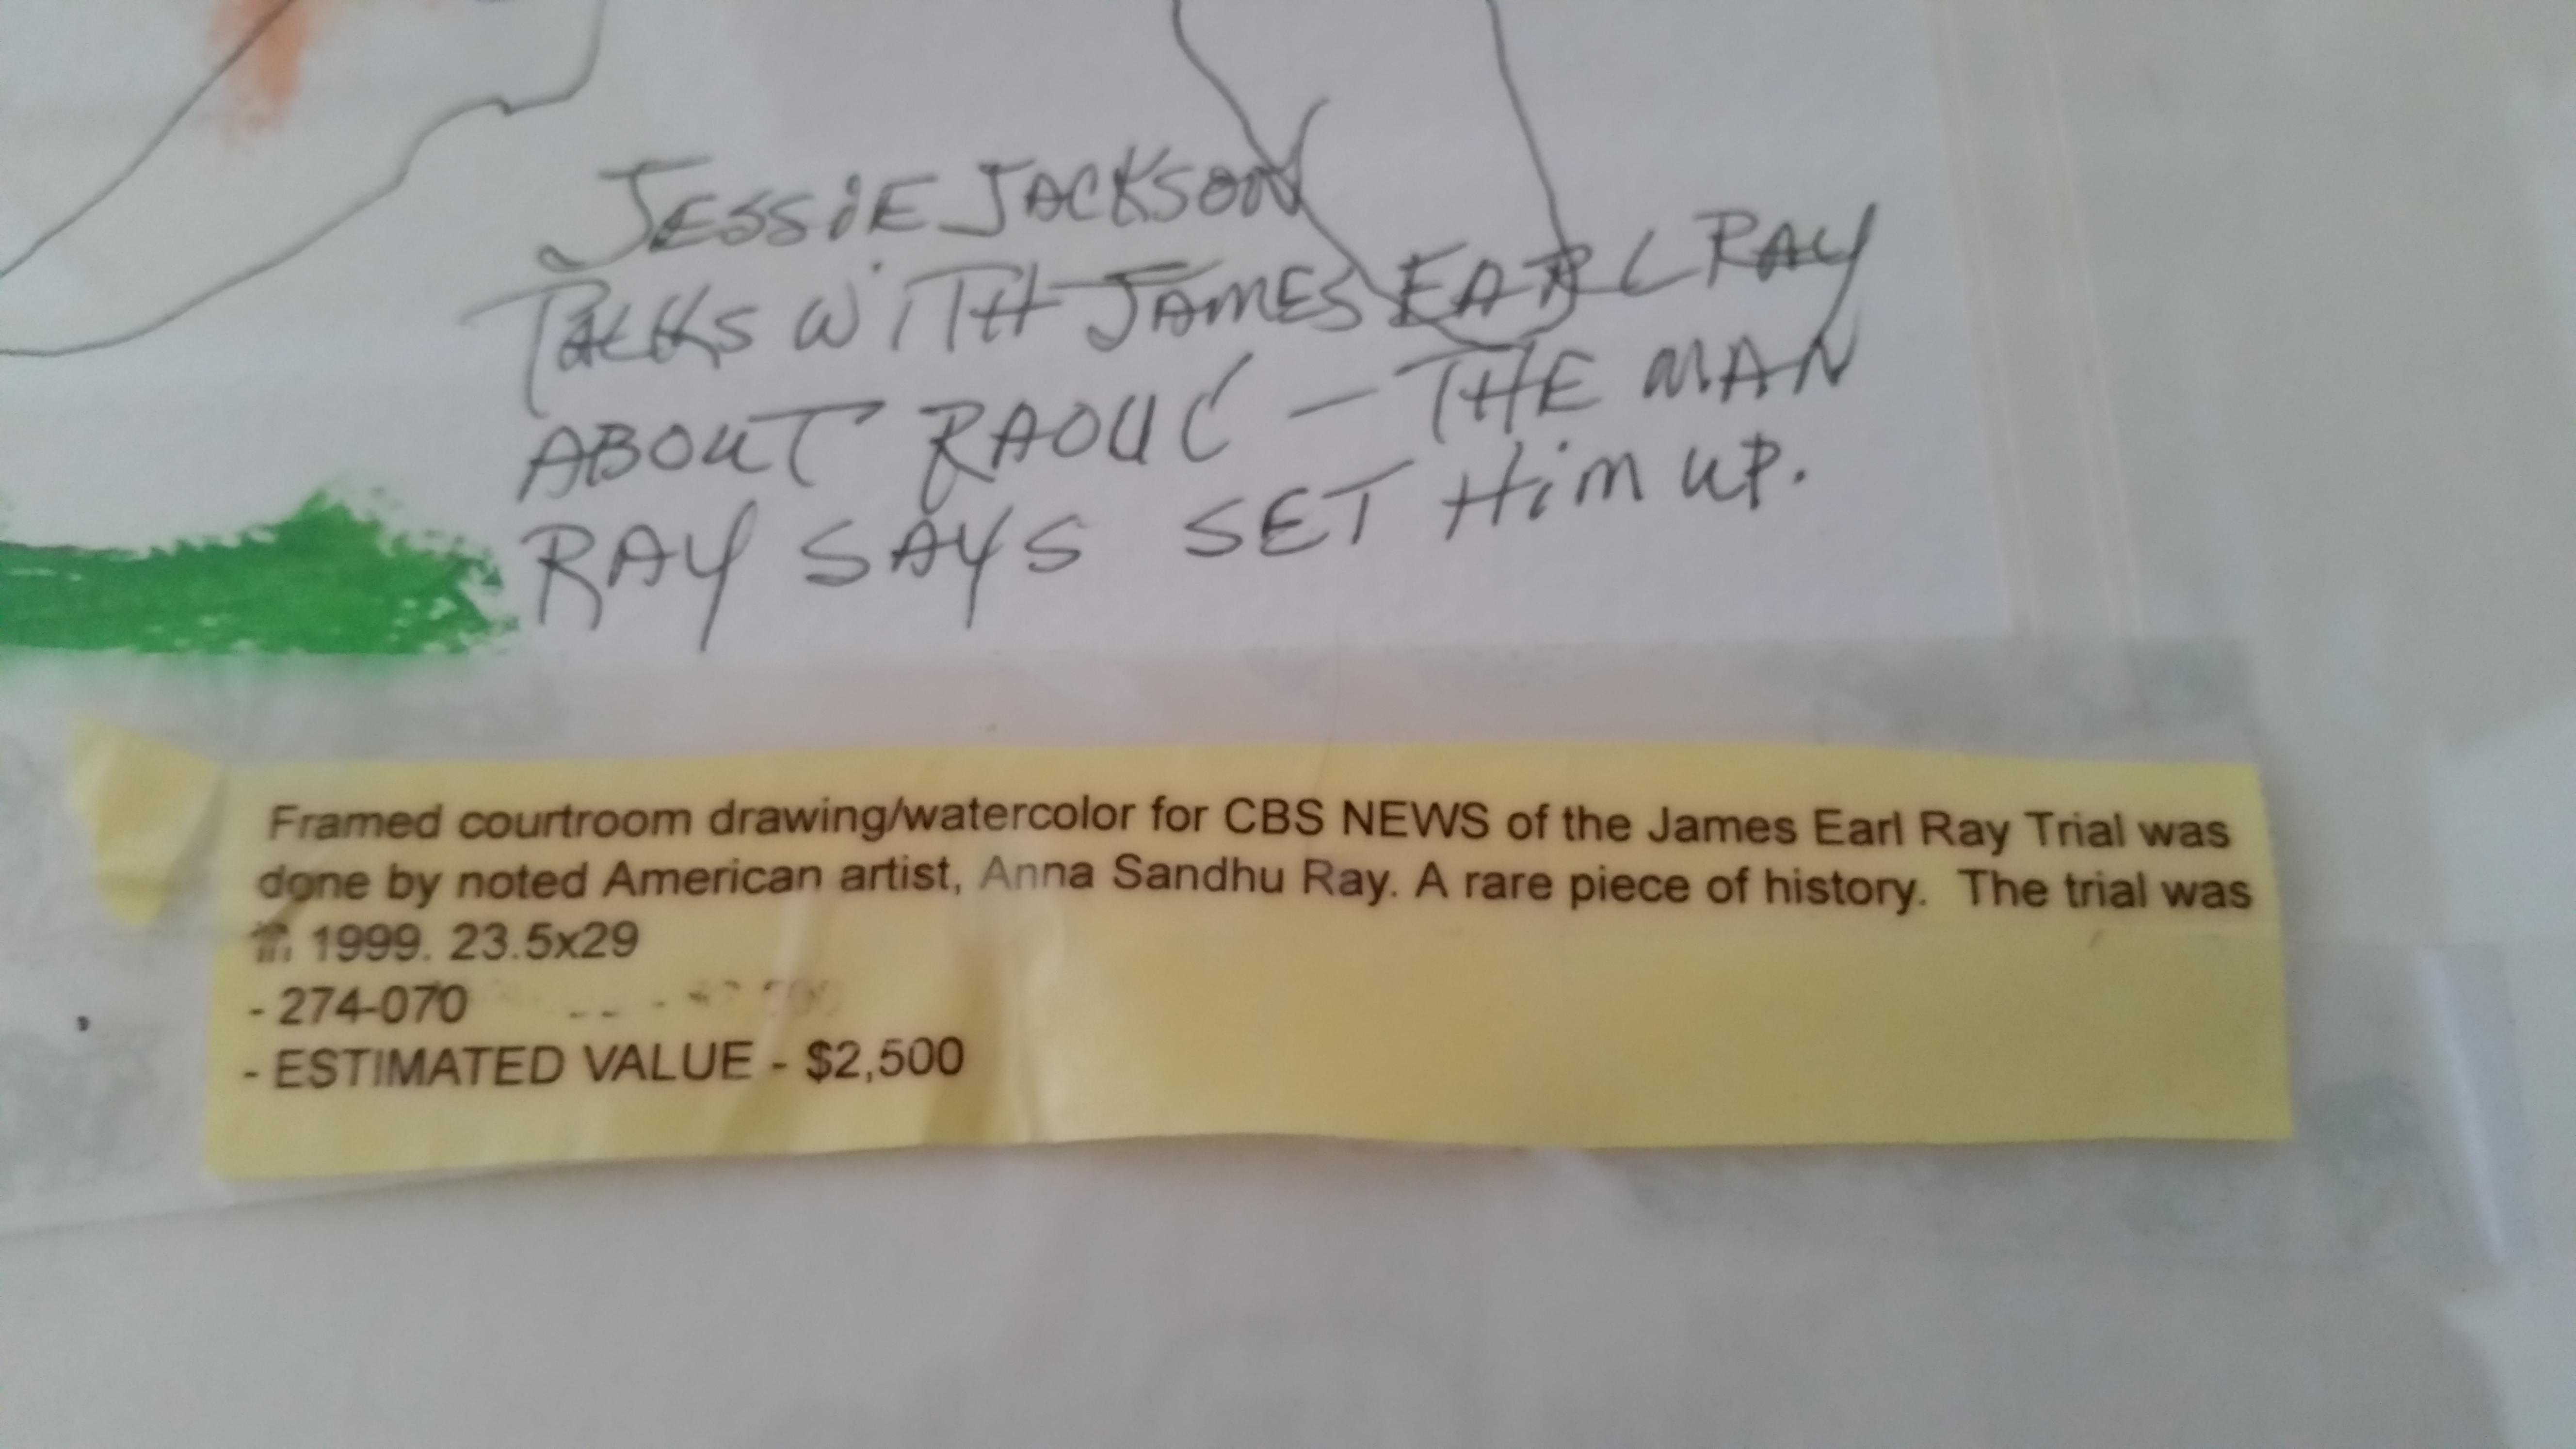 JESSiE JACKSON
TALKS WiTH JAMES EARL RAY
ABOUT RAOUL – THE MAN
RAY SAYS SET HiM UP.
Framed courtroom drawing/watercolor for CBS NEWS of the James Earl Ray Trial was
done by noted American artist, Anna Sandhu Ray. A rare piece of history. The trial was
in 1999. 23.5x29
- 274-070
- ESTIMATED VALUE - $2,500